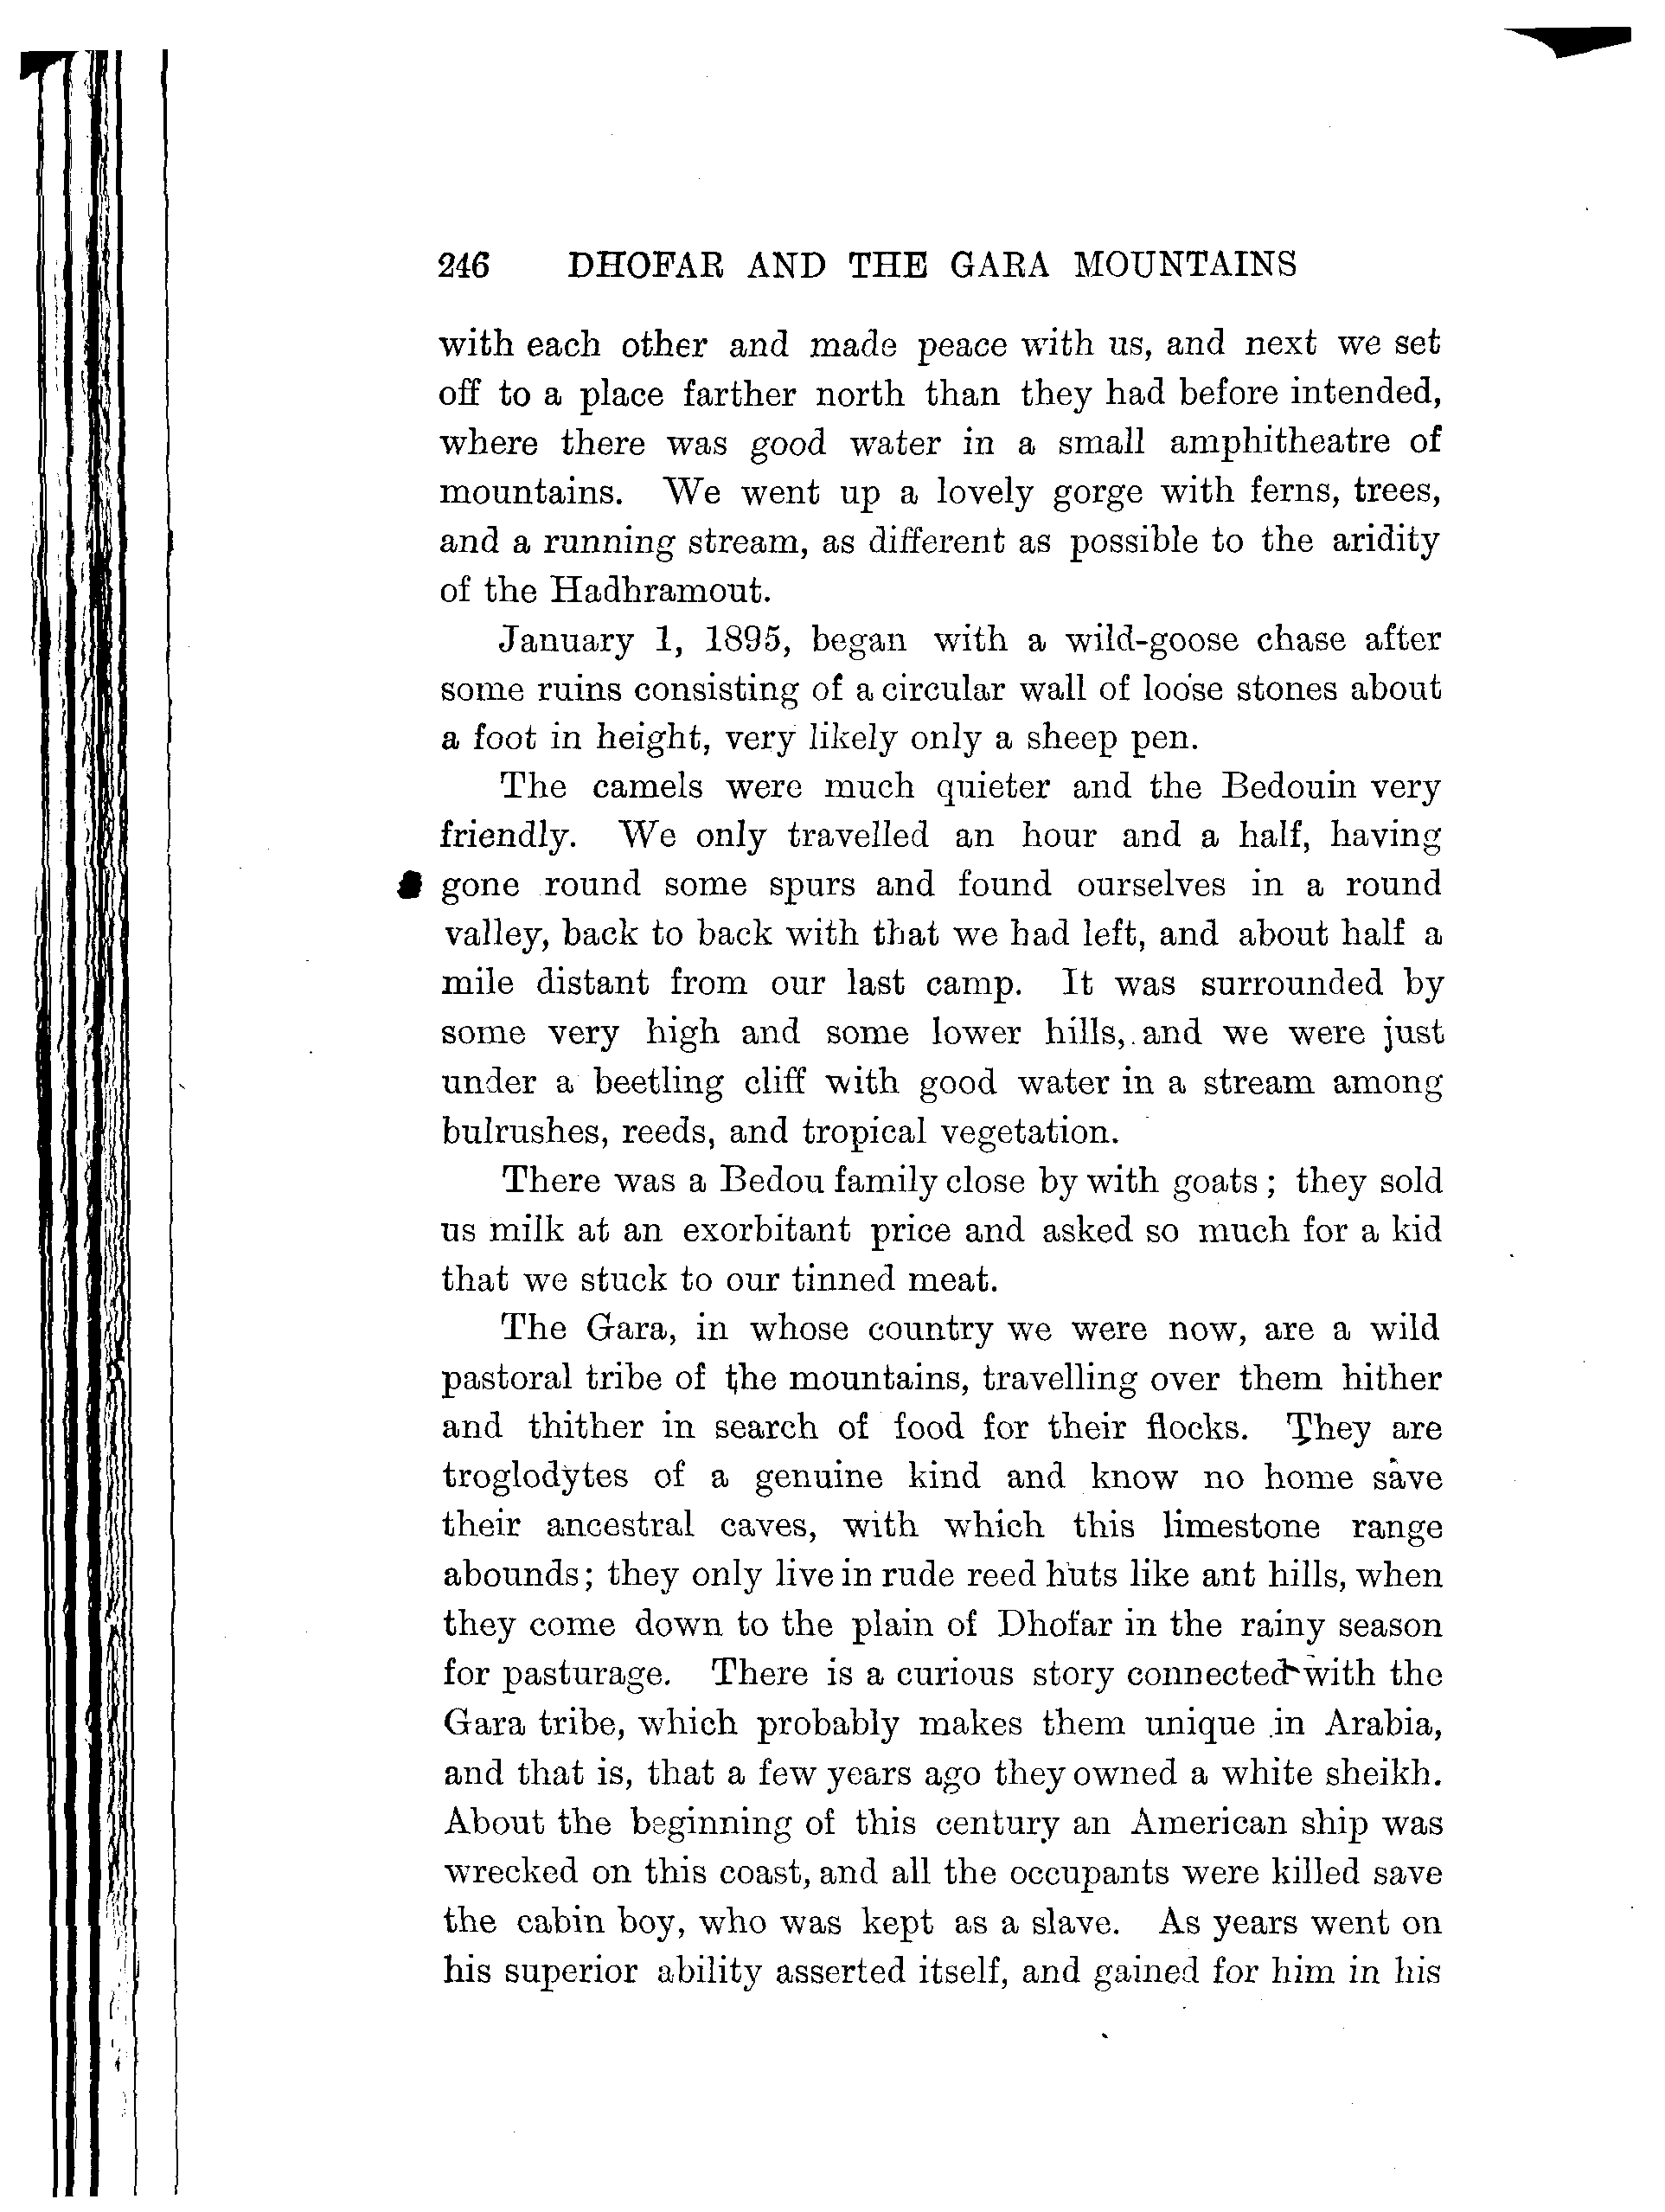 246 DHOFAR AND THE GARA MOUNTAINS
with each other and made peace with us, and next we set
off to a place farther north than they had before intended,
where there was good water in a small amphitheatre of
mountains. We went up a lovely gorge with ferns, trees,
and a running stream, as different as possible to the aridity
of the Hadhramout.
January 1, 1895, began with a wild-goose chase after
some ruins consisting of a circular wall of loose stones about
a foot in height, very likely only a sheep pen.
The camels were much quieter and the Bedouin very
friendly. We only travelled an hour and a half, having
gone round some spurs and found ourselves in a round
valley, back to back with that we had left, and about half a
mile distant from our last camp. It was surrounded by
some very high and some lower hills, and we were just
under a beetling cliff with good water in a stream among
bulrushes, reeds, and tropical vegetation.
There was a Bedou family close by with goats; they sold
us milk at an exorbitant price and asked so much for a kid
that we stuck to our tinned meat.
The Gara, in whose country we were now, are a wild
pastoral tribe of the mountains, travelling over them hither
and thither in search of food for their flocks. They are
troglodytes of a genuine kind and know no home save
their ancestral caves, with which this limestone range
abounds; they only live in rude reed huts like ant hills, when
they come down to the plain of Dhofar in the rainy season
for pasturage. There is a curious story connected with the
Gara tribe, which probably makes them unique in Arabia,
and that is, that a few years ago they owned a white sheikh.
About the beginning of this century an American ship was
wrecked on this coast, and all the occupants were killed save
the cabin boy, who was kept as a slave. As years went on
his superior ability asserted itself, and gained for him in his